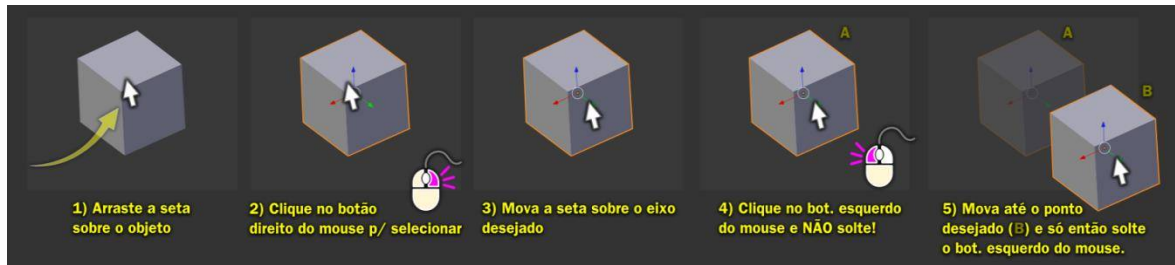 A
A
B
1) Arraste a seta
sobre o objeto
2) Clique no botão
direito do mouse p/ selecionar
3) Mova a seta sobre o eixo
desejado
4) Clique no bot. esquerdo
do mouse e NÃO solte!
5) Mova até o ponto
desejado (B) e só então solte
o bot. esquerdo do mouse.